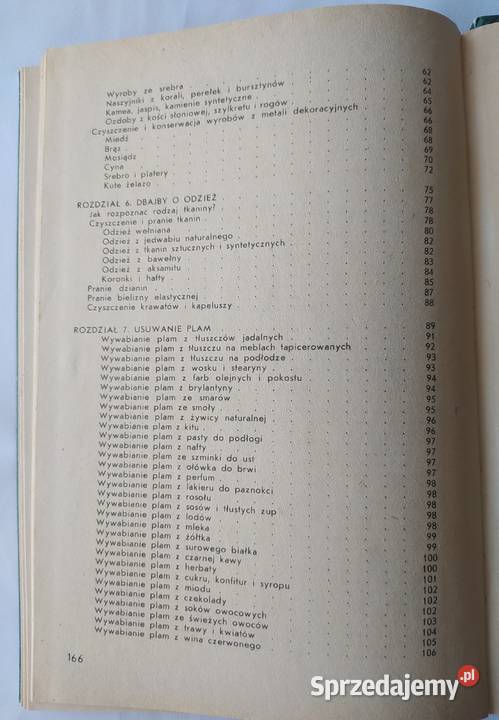 Wyroby ze srebra 62
Naszyjniki z korali, perełek i bursztynów 62
Kamea, jaspis, kamienie syntetyczne 64
Ozdoby z kości słoniowej, szylkretu i rogów 65
Czyszczenie i konserwacja wyrobów z metali dekoracyjnych 66
Miedź 66
Brąz 68
Mosiądz 68
Cyna 69
Srebro i platery 70
Kute żelazo 72
ROZDZIAŁ 6. DBAJMY O ODZIEŻ 75
Jak rozpoznać rodzaj tkaniny? 77
Czyszczenie i pranie tkanin 78
Odzież wełniana 78
Odzież z jedwabiu naturalnego 80
Odzież z tkanin sztucznych i syntetycznych 82
Odzież z bawełny 82
Odzież z aksamitu 83
Koronki i hafty 84
Pranie dzianin 85
Pranie bielizny elastycznej 87
Czyszczenie krawatów i kapeluszy 88
ROZDZIAŁ 7. USUWANIE PLAM 89
Wywabianie plam z tłuszczów jadalnych 91
Wywabianie plam z tłuszczu na meblach tapicerowanych 92
Wywabianie plam z tłuszczu na podłodze 93
Wywabianie plam z wosku i stearyny 93
Wywabianie plam z farb olejnych i pokostu 94
Wywabianie plam z brylantyny 94
Wywabianie plam ze smarów 95
Wywabianie plam ze smoły 95
Wywabianie plam z żywicy naturalnej 96
Wywabianie plam z kitu 96
Wywabianie plam z pasty do podłogi 97
Wywabianie plam z nafty 97
Wywabianie plam ze szminki do ust 97
Wywabianie plam z ołówka do brwi 97
Wywabianie plam z perfum 98
Wywabianie plam z lakieru do paznokci 98
Wywabianie plam z rosołu 98
Wywabianie plam z sosów i tłustych zup 98
Wywabianie plam z lodów 98
Wywabianie plam z mleka 98
Wywabianie plam z żółtka 99
Wywabianie plam z surowego białka 99
Wywabianie plam z czarnej kawy 100
Wywabianie plam z herbaty 100
Wywabianie plam z cukru, konfitur i syropu 101
Wywabianie plam z miodu 102
Wywabianie plam z czekolady 102
Wywabianie plam z soków owocowych 102
Wywabianie plam ze świeżych owoców 103
Wywabianie plam z trawy i kwiatów 104
Wywabianie plam z wina czerwonego 105
106
166
Sprzedajemy.pl